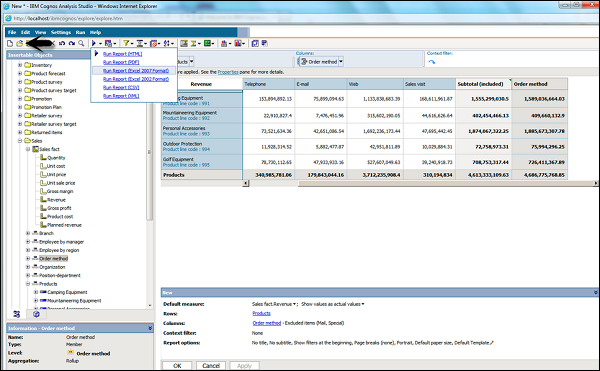 New * - IBM Cognos Analysis Studio - Windows Internet Explorer
http://localhost/ibmcognos/explore/explore.htm
File Edit View Settings Run Help
Run Report (HTML)
Run Report (PDF)
Run Report (Excel 2007 Format)
Run Report (Excel 2002 Format)
Run Report (CSV)
Run Report (XML)
Insertable Objects
Inventory
Product forecast
Product survey
Product survey target
Promotion
Promotion Plan
Retailer survey
Retailer survey target
Returned items
Sales
Sales fact
Quantity
Unit cost
Unit price
Unit sale price
Gross margin
Revenue
Gross profit
Product cost
Planned revenue
Branch
Employee by manager
Employee by region
Order method
Organization
Position-department
Products
Camping Equipment
Mountaineering Equipment
Information - Order method
Name: Order method
Type: Member
Level: Order method
Aggregation: Rollup
Columns:
Order method
Context filter:
are applied. See the Properties pane for more details.
Revenue Telephone E-mail Web Sales visit Subtotal (included) Order method
Equipment 153,894,892.13 75,899,094.63 1,133,638,683.39 168,611,961.87 1,555,299,030.5 1,589,036,664.03
Product line code : 991
Mountaineering Equipment 22,910,827.4 7,476,451.96 315,602,190.05 44,616,626.86 402,454,466.13 409,660,132.9
Product line code : 992
Personal Accessories 73,521,634.36 42,651,086.54 1,692,236,173.44 47,695,442.45 1,874,067,322.25 1,885,673,307.78
Product line code : 993
Outdoor Protection 11,928,314.52 5,882,477.87 42,951,811.89 10,029,884.31 72,758,973.31 75,994,296.25
Product line code : 994
Golf Equipment 78,730,112.65 47,933,933.16 527,607,049.63 39,240,918.73 708,753,317.44 726,411,367.89
Product line code : 995
Products 340,985,781.06 179,843,044.16 3,712,235,908.4 310,194,834 4,613,333,109.63 4,686,775,768.85
New
Default measure: Sales fact.Revenue ; Show values as actual values
Rows: Products
Columns: Order method - Excluded items (Mail, Special)
Context filter: None
Report options: No title, No subtitle, Show filters at the beginning, Page breaks (none), Portrait, Default paper size, Default Template.
OK Cancel Apply